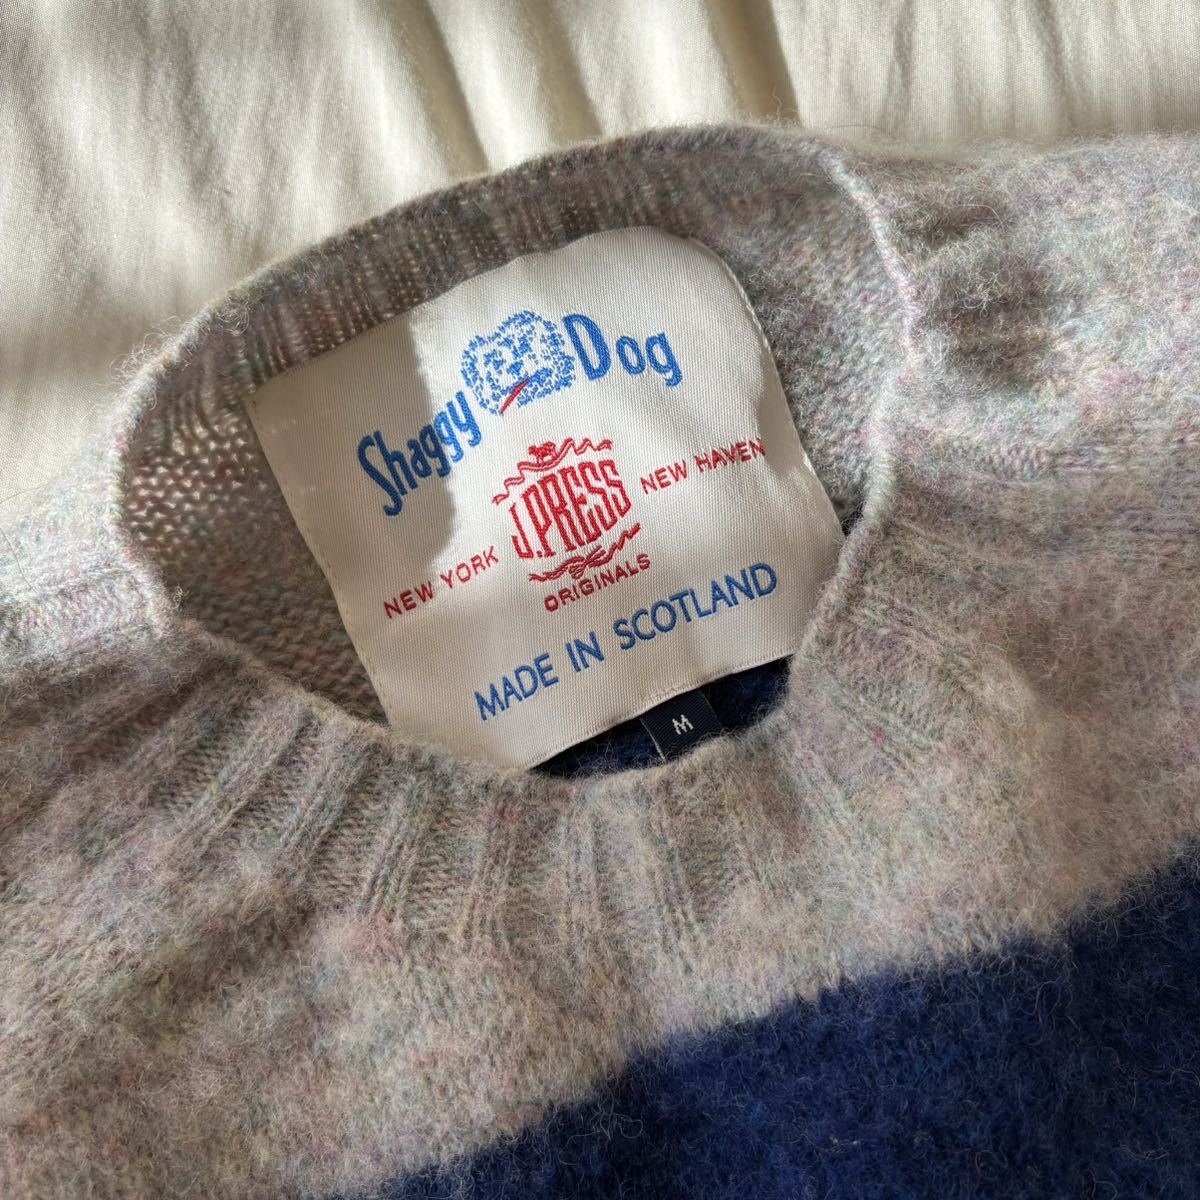 Shaggy Dog
J.PRESS
NEW YORK NEW HAVEN
ORIGINALS
MADE IN SCOTLAND
M